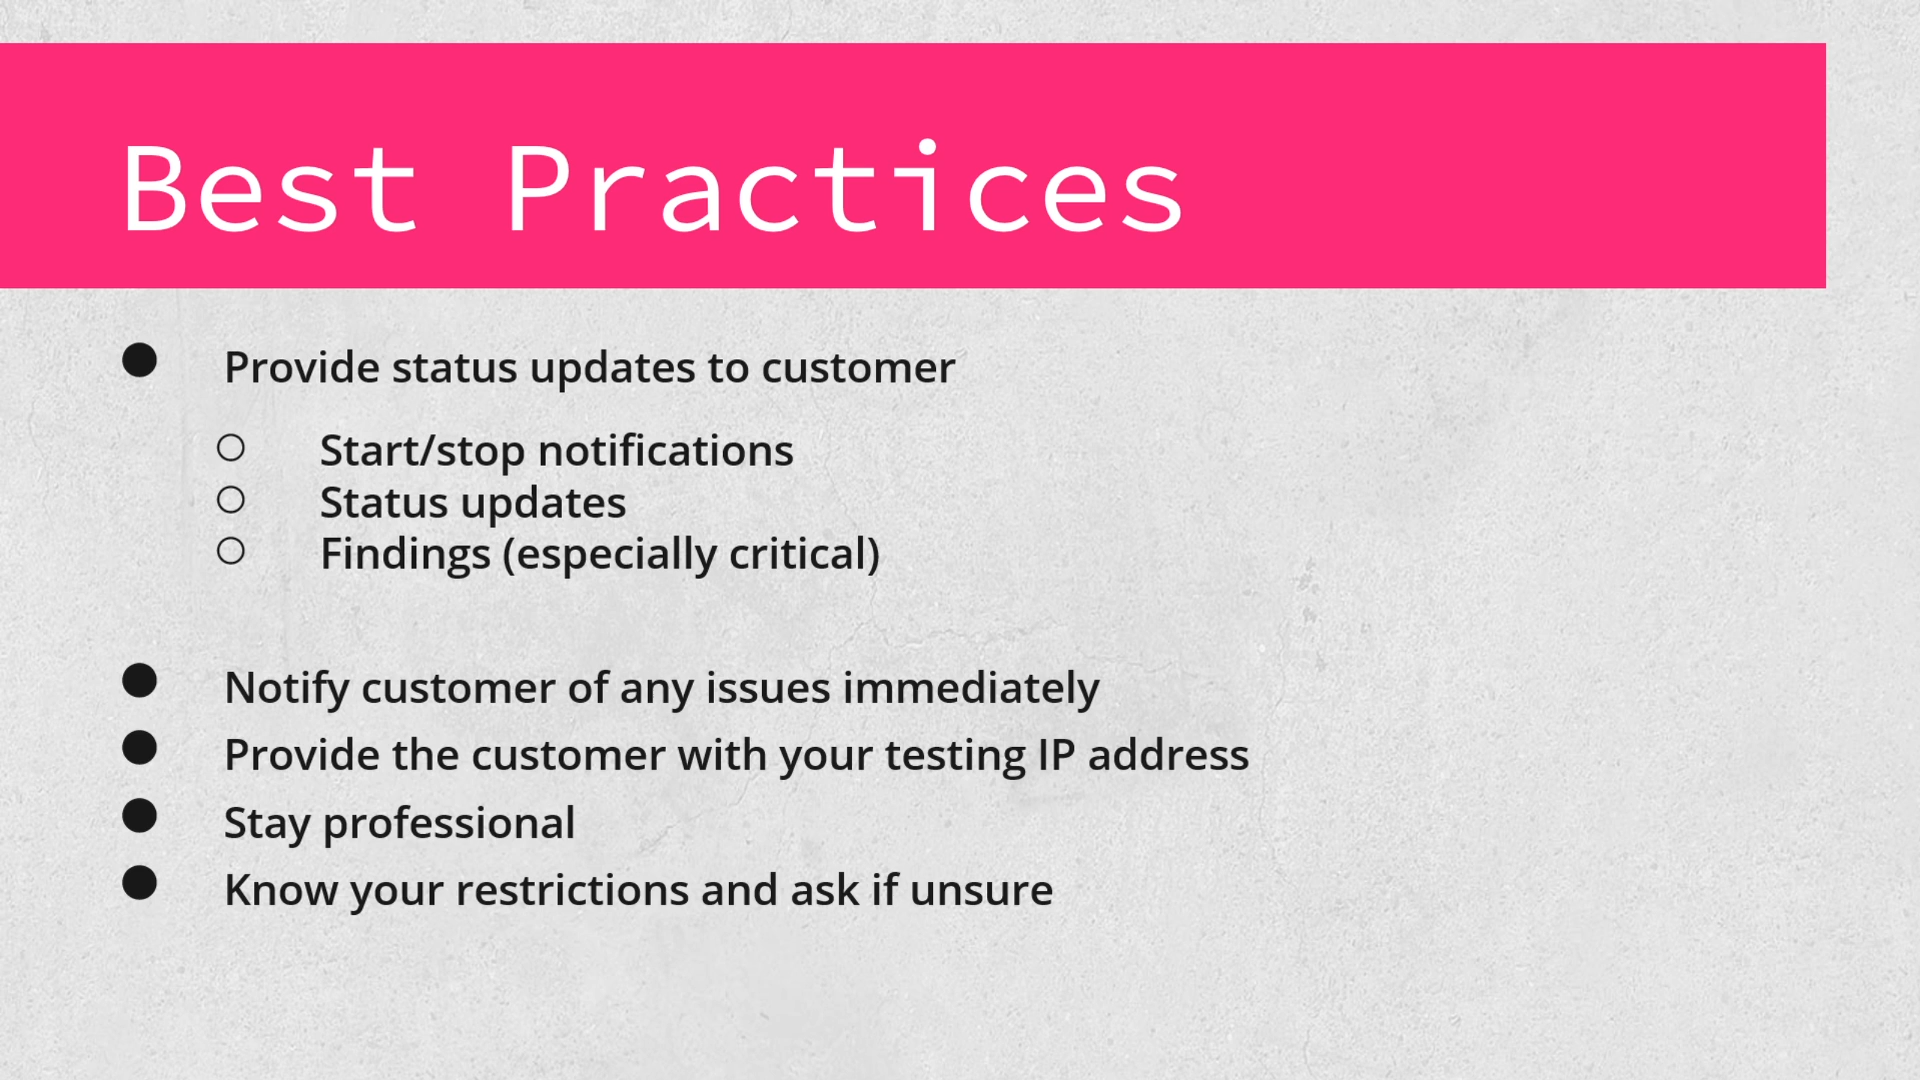 Best Practices
● Provide status updates to customer
○ Start/stop notifications
○ Status updates
○ Findings (especially critical)
● Notify customer of any issues immediately
● Provide the customer with your testing IP address
● Stay professional
● Know your restrictions and ask if unsure